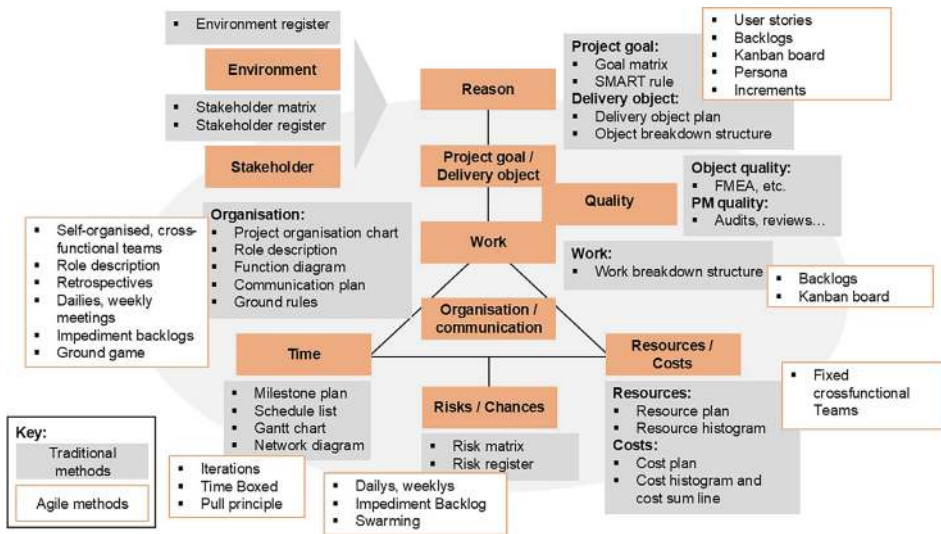 Environment register
Environment
Stakeholder matrix
Stakeholder register
Stakeholder
Reason
Project goal:
Goal matrix
SMART rule
Delivery object:
Delivery object plan
Object breakdown structure
User stories
Backlogs
Kanban board
Persona
Increments
Project goal /
Delivery object
Quality
Object quality:
FMEA, etc.
PM quality:
Audits, reviews...
Self-organised, cross-
functional teams
Role description
Retrospectives
Dailies, weekly
meetings
Impediment backlogs
Ground game
Organisation:
Project organisation chart
Role description
Function diagram
Communication plan
Ground rules
Work
Work:
Work breakdown structure
Backlogs
Kanban board
Organisation /
communication
Time
Milestone plan
Schedule list
Gantt chart
Network diagram
Iterations
Time Boxed
Pull principle
Risks / Chances
Risk matrix
Risk register
Dailys, weeklys
Impediment Backlog
Swarming
Resources /
Costs
Resources:
Resource plan
Resource histogram
Costs:
Cost plan
Cost histogram and
cost sum line
Fixed
crossfunctional
Teams
Key:
Traditional
methods
Agile methods